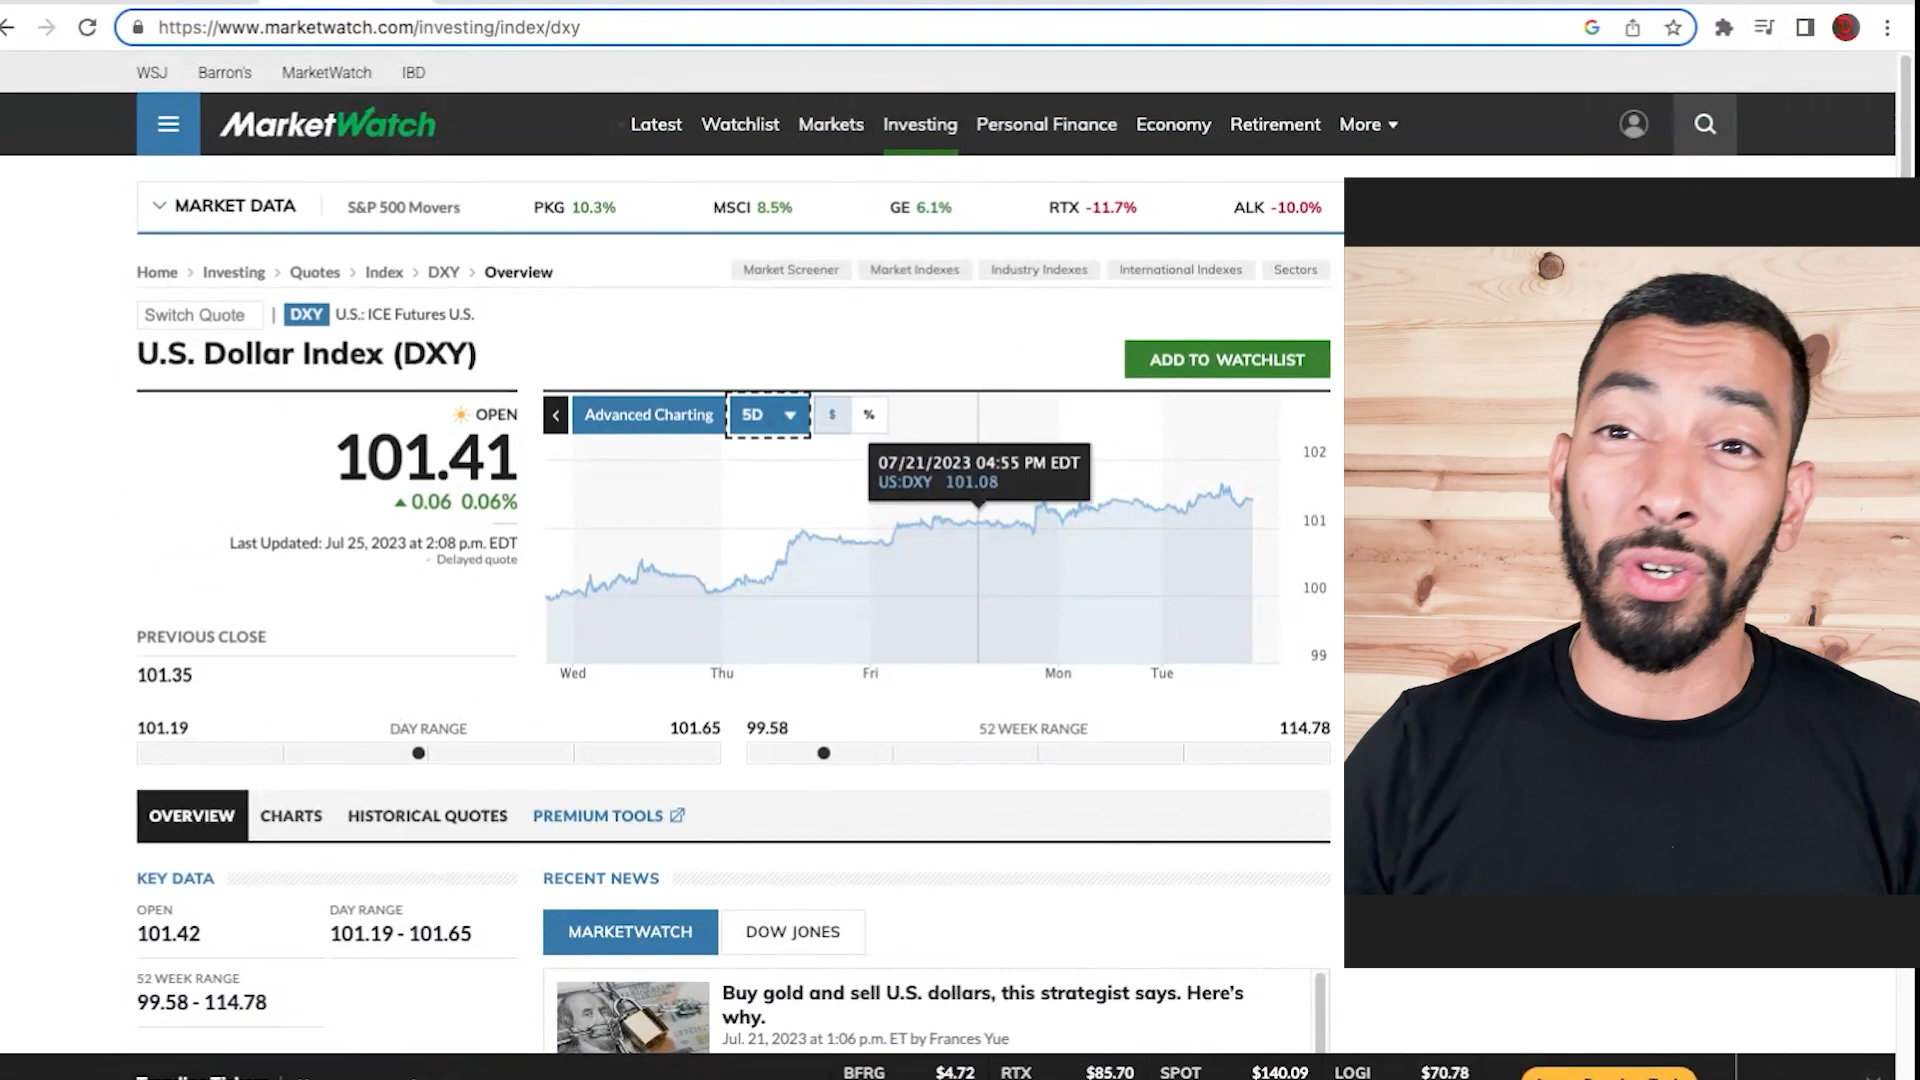 https://www.marketwatch.com/investing/index/dxy
WSJ Barron's MarketWatch IBD
MarketWatch Latest Watchlist Markets Investing Personal Finance Economy Retirement More
MARKET DATA S&P 500 Movers PKG 10.3% MSCI 8.5% GE 6.1% RTX -11.7% ALK -10.0%
Home > Investing > Quotes > Index > DXY > Overview
Market Screener Market Indexes Industry Indexes International Indexes Sectors
Switch Quote | DXY U.S.: ICE Futures U.S.
U.S. Dollar Index (DXY)
ADD TO WATCHLIST
OPEN
101.41
0.06 0.06%
Last Updated: Jul 25, 2023 at 2:08 p.m. EDT
Delayed quote
PREVIOUS CLOSE
101.35
Advanced Charting 5D $ %
07/21/2023 04:55 PM EDT
US:DXY 101.08
102
101
100
99
Wed Thu Fri Mon Tue
101.19 DAY RANGE 101.65
99.58 52 WEEK RANGE 114.78
OVERVIEW CHARTS HISTORICAL QUOTES PREMIUM TOOLS
KEY DATA
OPEN
101.42
DAY RANGE
101.19 - 101.65
52 WEEK RANGE
99.58 - 114.78
RECENT NEWS
MARKETWATCH DOW JONES
Buy gold and sell U.S. dollars, this strategist says. Here's
why.
Jul. 21, 2023 at 1:06 p.m. ET by Frances Yue
BFRG $4.72 RTX $85.70 SPOT $140.09 LOGI $70.78